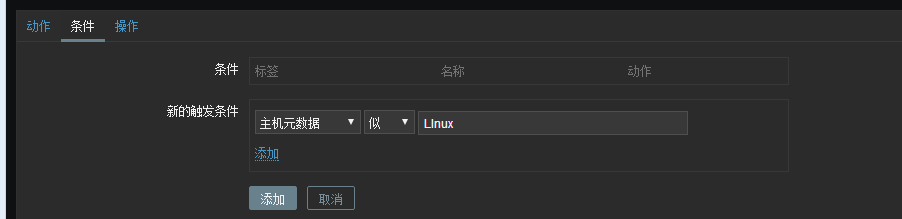 动作 条件 操作
条件 标签 名称 动作
新的触发条件
主机元数据 似 LInux
添加
添加 取消